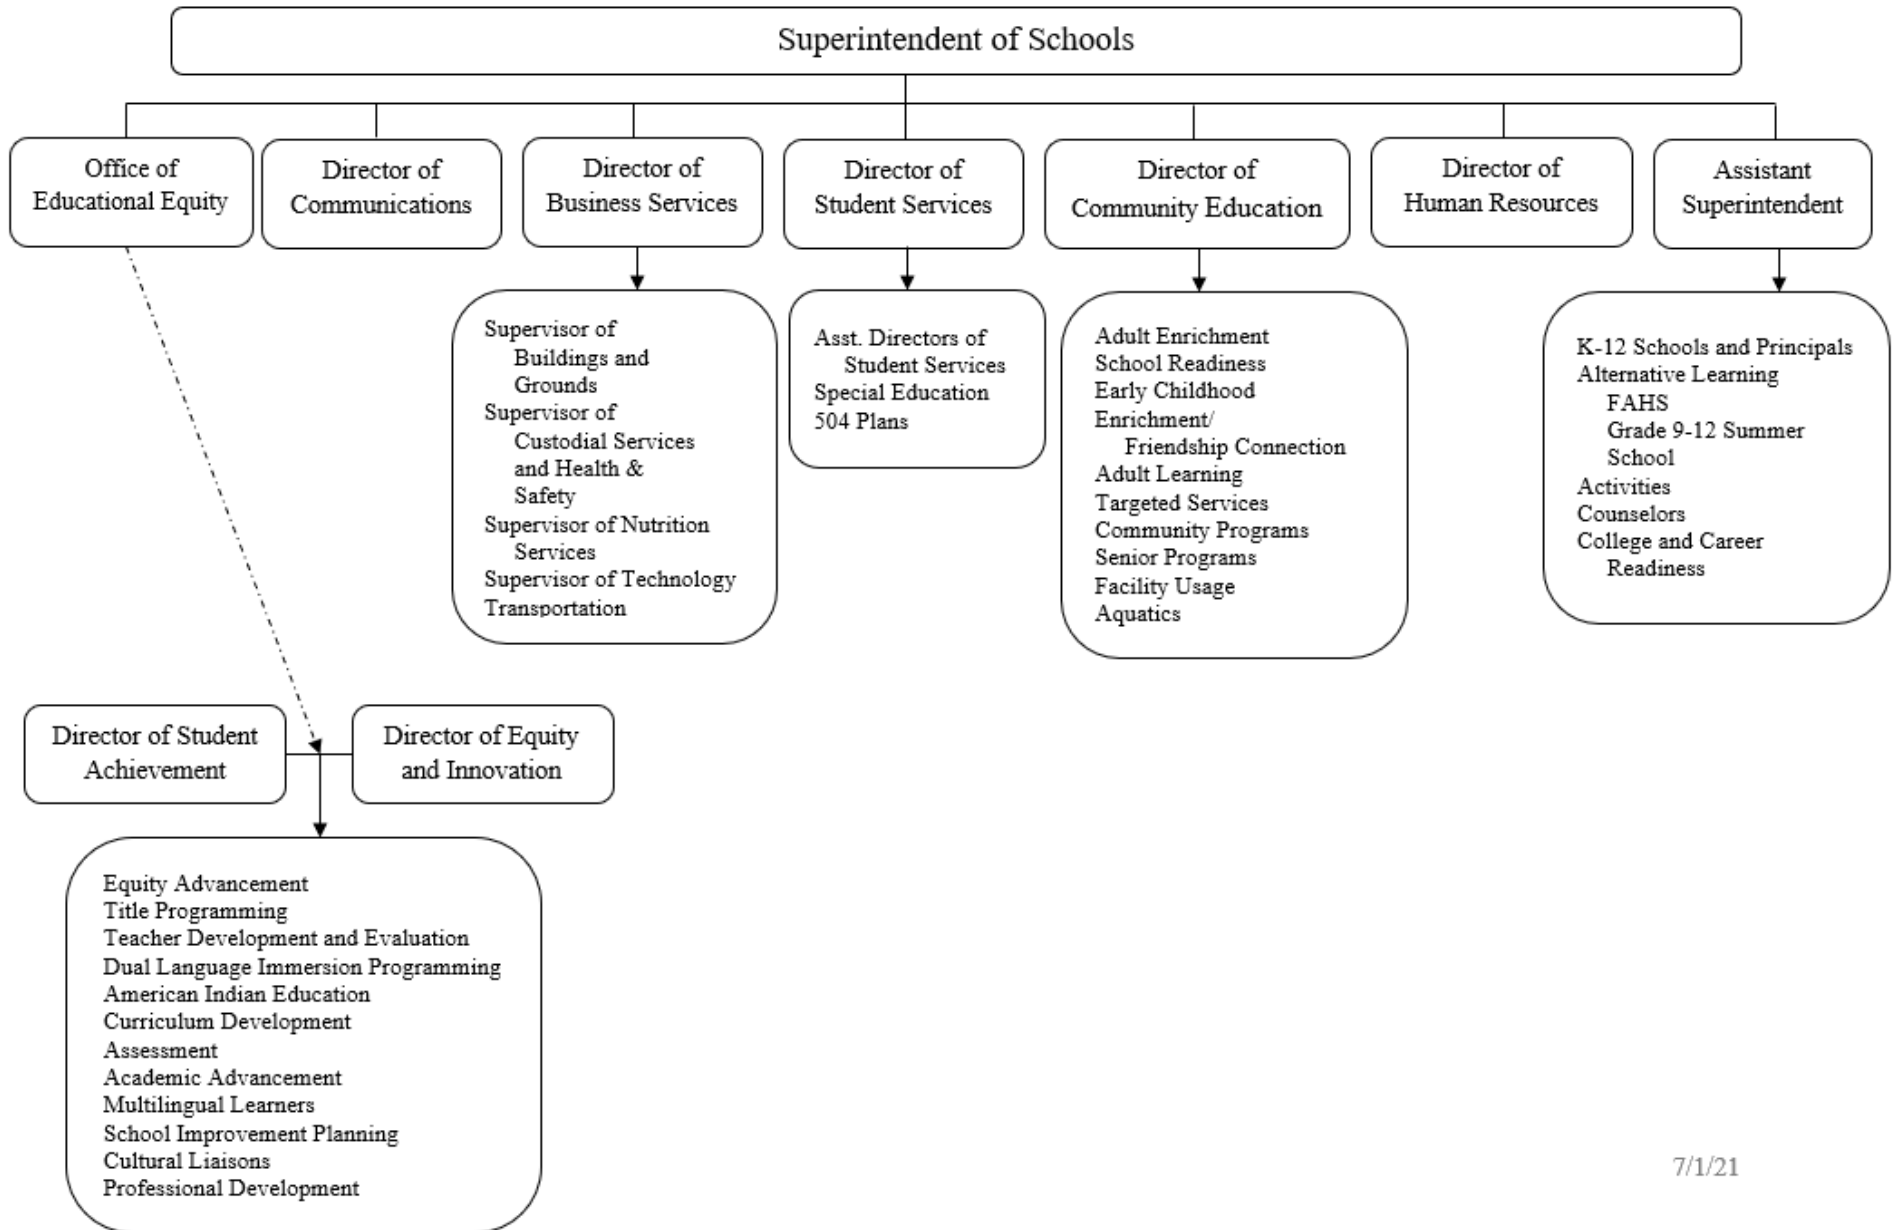 Superintendent of Schools
Office of
Educational Equity
Director of
Communications
Director of
Business Services
Director of
Student Services
Director of
Community Education
Director of
Human Resources
Assistant
Superintendent
Supervisor of
Buildings and
Grounds
Supervisor of
Custodial Services
and Health &
Safety
Supervisor of Nutrition
Services
Supervisor of Technology
Transportation
Asst. Directors of
Student Services
Special Education
504 Plans
Adult Enrichment
School Readiness
Early Childhood
Enrichment/
Friendship Connection
Adult Learning
Targeted Services
Community Programs
Senior Programs
Facility Usage
Aquatics
K-12 Schools and Principals
Alternative Learning
FAHS
Grade 9-12 Summer
School
Activities
Counselors
College and Career
Readiness
Director of Student
Achievement
Director of Equity
and Innovation
Equity Advancement
Title Programming
Teacher Development and Evaluation
Dual Language Immersion Programming
American Indian Education
Curriculum Development
Assessment
Academic Advancement
Multilingual Learners
School Improvement Planning
Cultural Liaisons
Professional Development
7/1/21